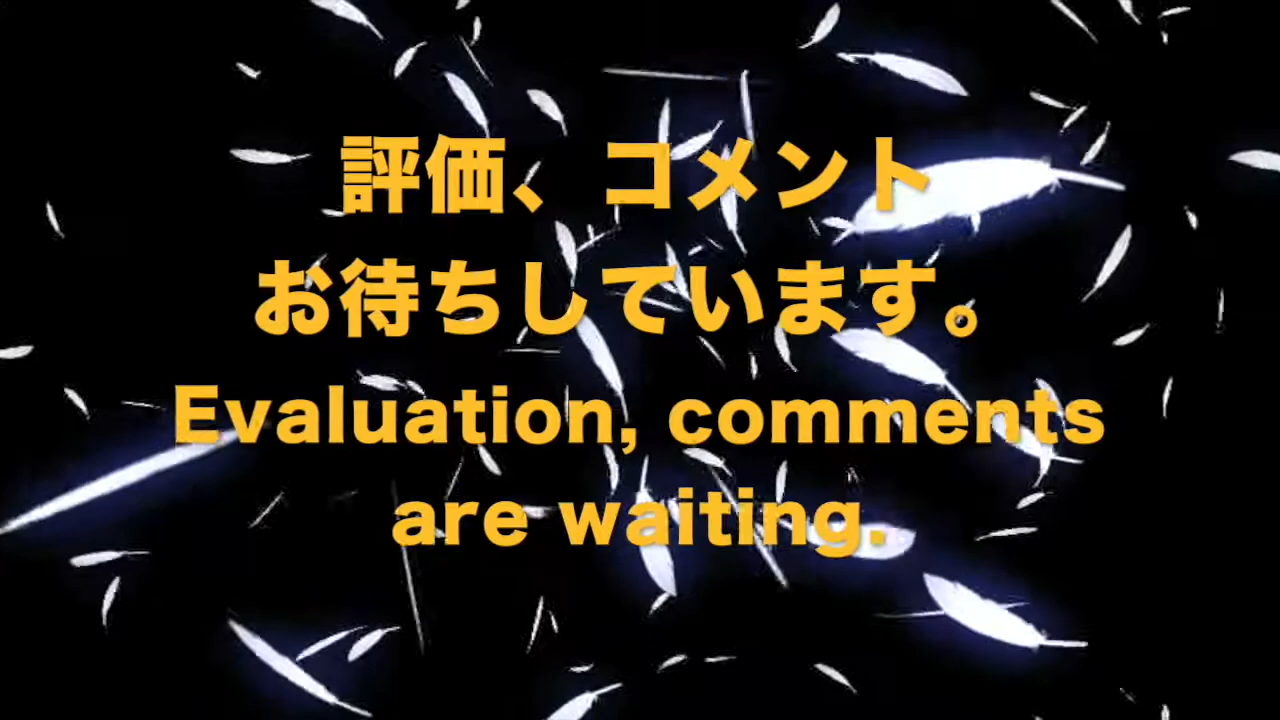 評価、コメント
お待ちしています。
Evaluation, comments
are waiting.